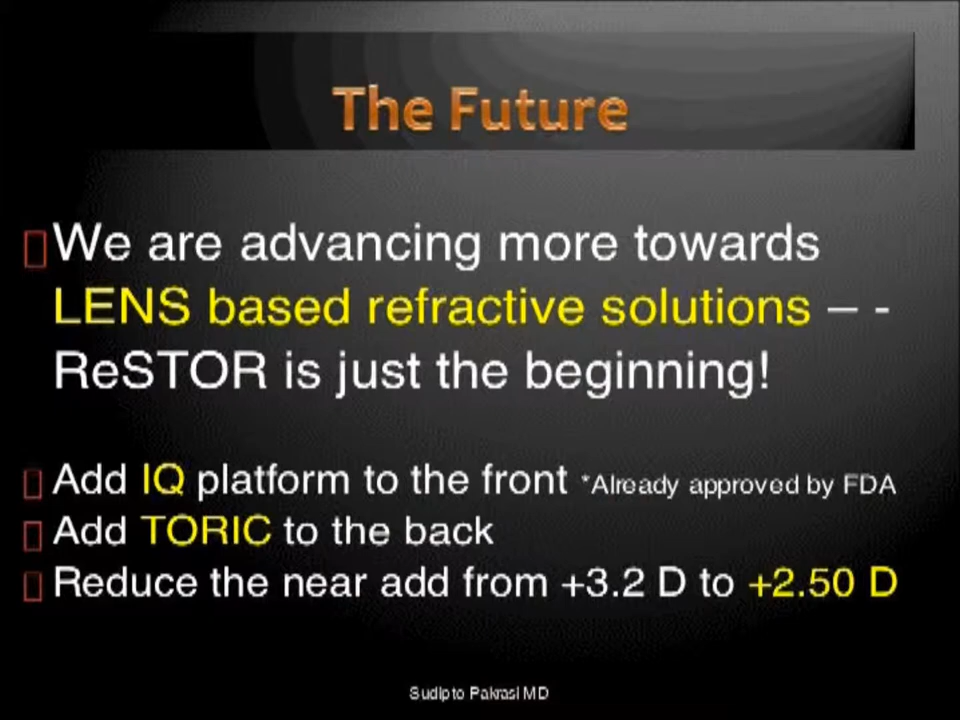 The Future
We are advancing more towards
LENS based refractive solutions – -
ReSTOR is just the beginning!
Add IQ platform to the front *Already approved by FDA
Add TORIC to the back
Reduce the near add from +3.2 D to +2.50 D
Sudipto Pakrasi MD